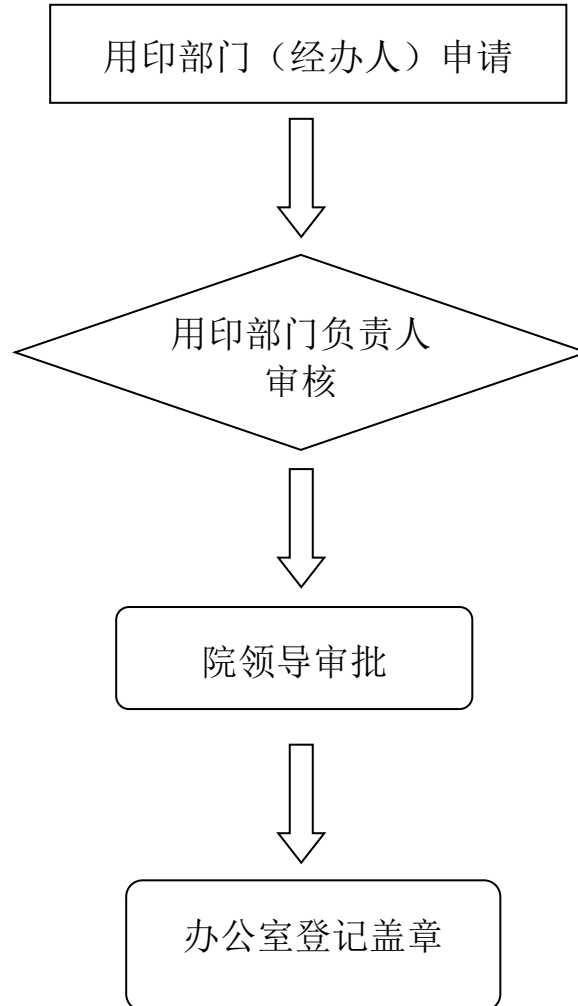 用印部门（经办人）申请
用印部门负责人
审核
院领导审批
办公室登记盖章